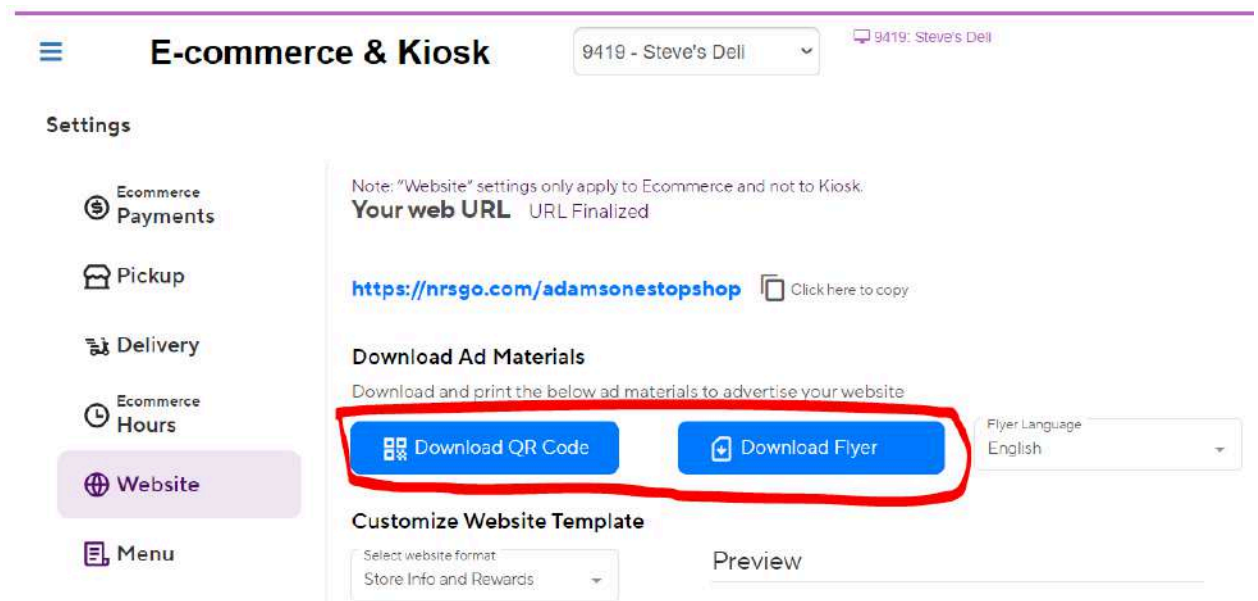 E-commerce & Kiosk
9419 - Steve's Deli
9419: Steve's Deli
Settings
Ecommerce
Payments
Pickup
Delivery
Ecommerce
Hours
Website
Menu
Note: "Website" settings only apply to Ecommerce and not to Kiosk.
Your web URL URL Finalized
https://nrsgo.com/adamsonestopshop Click here to copy
Download Ad Materials
Download and print the below ad materials to advertise your website
Download QR Code
Download Flyer
Flyer Language
English
Customize Website Template
Select website format
Store Info and Rewards
Preview